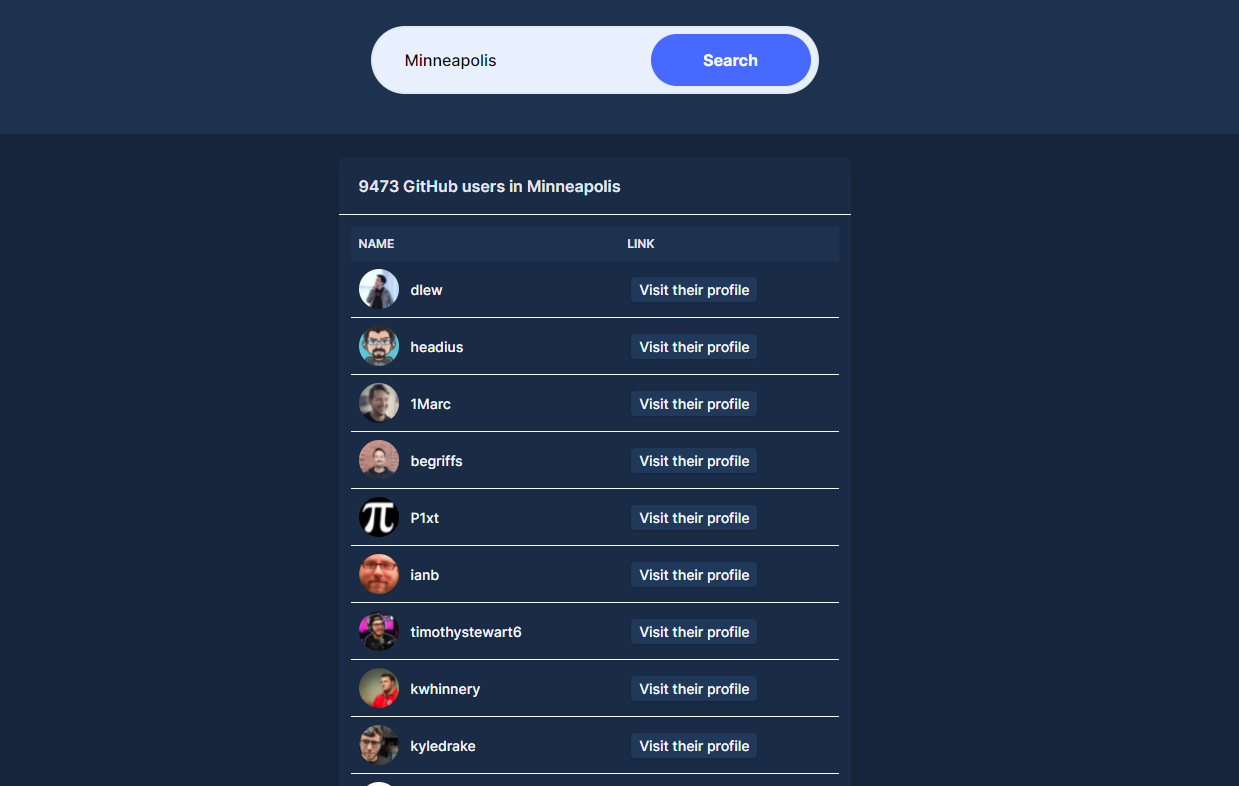 Minneapolis Search
9473 GitHub users in Minneapolis
NAME LINK
dlew Visit their profile
headius Visit their profile
1Marc Visit their profile
begriffs Visit their profile
π
P1xt Visit their profile
ianb Visit their profile
timothystewart6 Visit their profile
kwhinnery Visit their profile
kyledrake Visit their profile